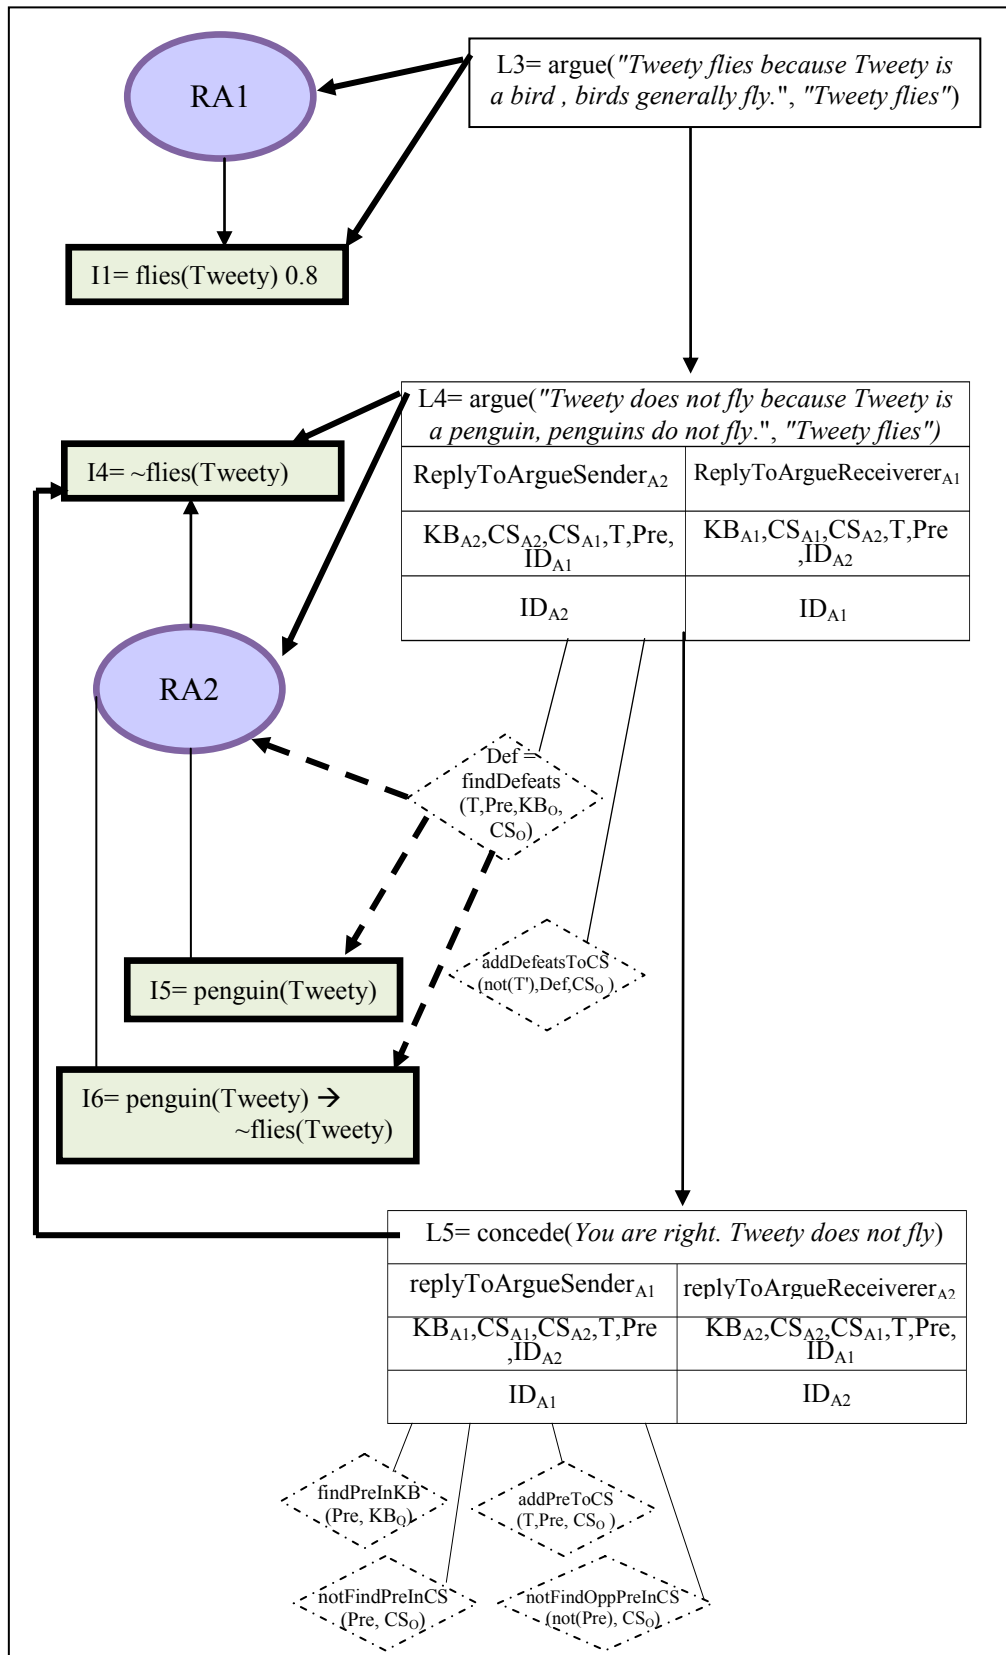 RA1
L3= argue("Tweety flies because Tweety is
a bird , birds generally fly.", "Tweety flies")
I1= flies(Tweety) 0.8
L4= argue("Tweety does not fly because Tweety is
a penguin, penguins do not fly.", "Tweety flies")
ReplyToArgueSenderA2
ReplyToArgueReceivererA1
KBA2,CSA2,CSA1,T,Pre,
IDA1
KBA1,CSA1,CSA2,T,Pre
,IDA2
IDA2
IDA1
I4= ~flies(Tweety)
RA2
Def =
findDefeats
(T,Pre,KBO,
CSO)
addDefeatsToCS
(not(T'),Def,CSO )
I5= penguin(Tweety)
I6= penguin(Tweety) →
~flies(Tweety)
L5= concede(You are right. Tweety does not fly)
replyToArgueSenderA1
replyToArgueReceivererA2
KBA1,CSA1,CSA2,T,Pre
,IDA2
KBA2,CSA2,CSA1,T,Pre,
IDA1
IDA1
IDA2
findPreInKB
(Pre, KBO)
addPreToCS
(T,Pre, CSO )
notFindPreInCS
(Pre, CSO)
notFindOppPreInCS
(not(Pre), CSO)